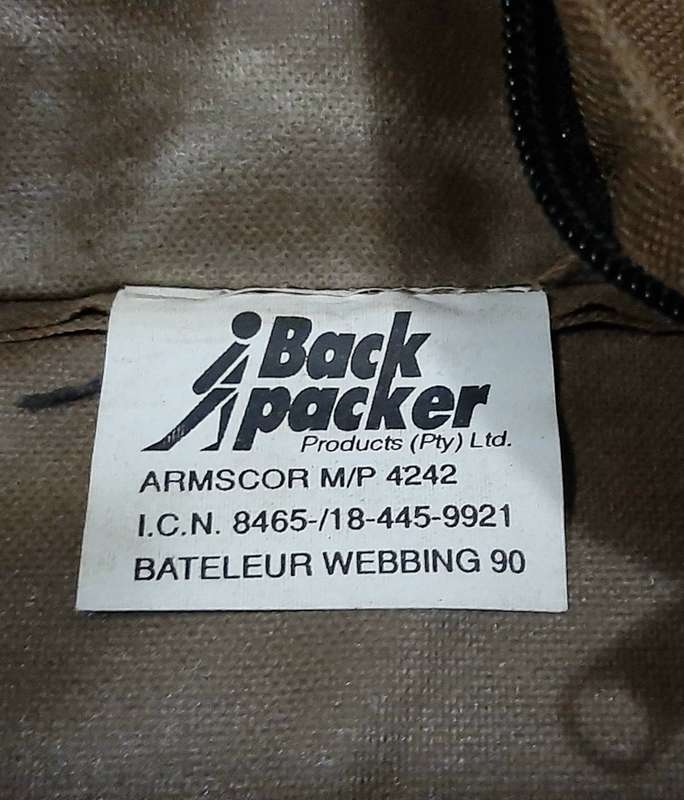 Back
packer
Products (Pty) Ltd.
ARMSCOR M/P 4242
I.C.N. 8465-/18-445-9921
BATELEUR WEBBING 90